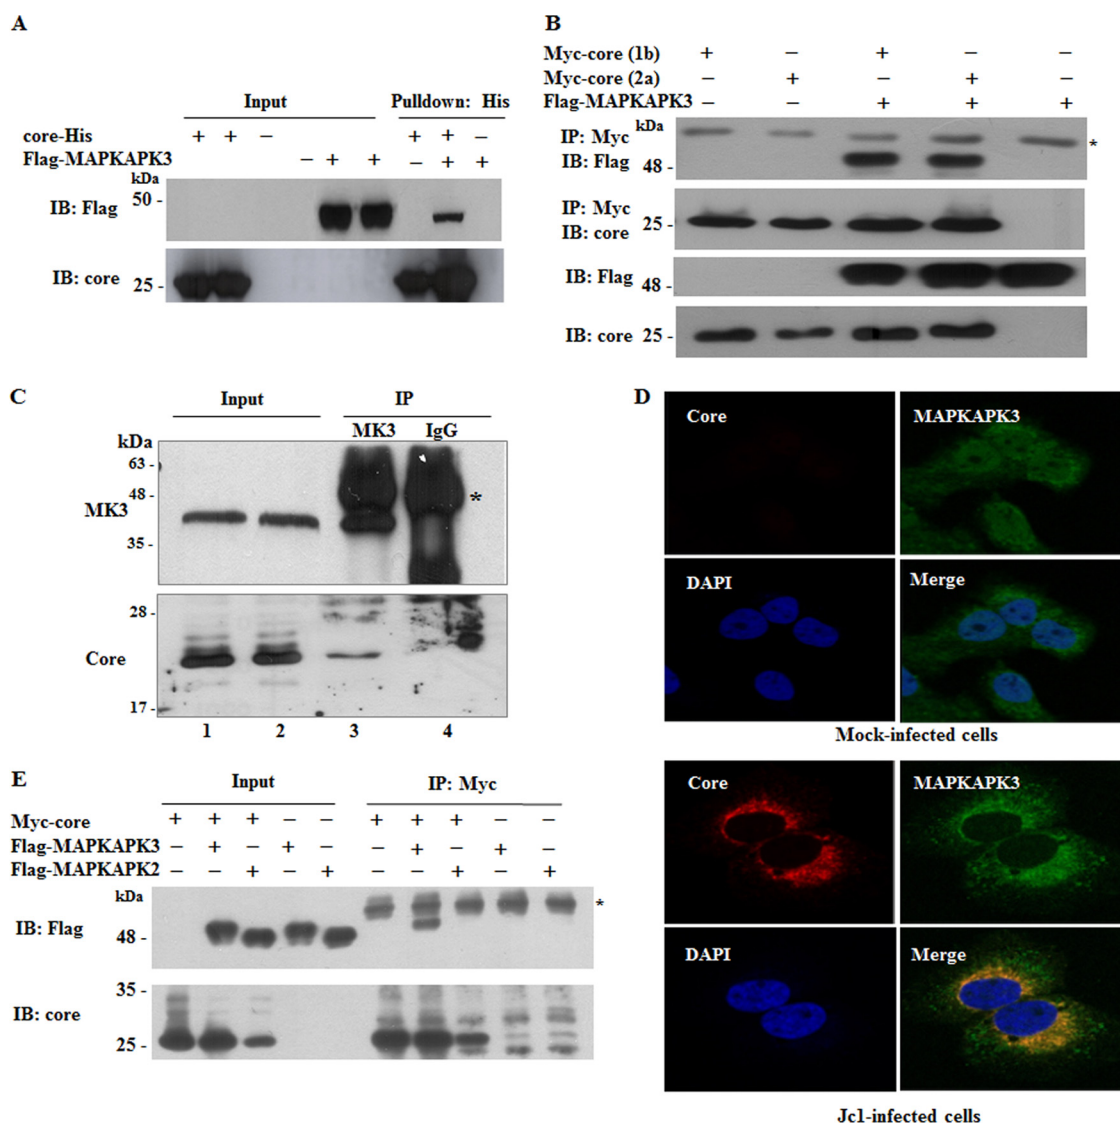 A
Input
Pulldown: His
core-His + + – + + –
Flag-MAPKAPK3 – + + – + +
kDa
50 -
IB: Flag
IB: core
25 -
B
Myc-core (1b) + – + – –
Myc-core (2a) – + – + –
Flag-MAPKAPK3 – – + + +
kDa
IP: Myc
IB: Flag
48 -
*
IP: Myc
IB: core
25 -
IB: Flag
48 -
IB: core
25 -
C
Input
IP
MK3 IgG
kDa
63 -
48 -
35 -
MK3
*
28 -
Core
17 -
1 2 3 4
D
Core
MAPKAPK3
DAPI
Merge
Mock-infected cells
Core
MAPKAPK3
DAPI
Merge
Jc1-infected cells
E
Input
IP: Myc
Myc-core + + + – – + + + – –
Flag-MAPKAPK3 – + – + – – + – + –
Flag-MAPKAPK2 – – + – + – – + – +
kDa
IB: Flag
48 -
*
35 -
IB: core
25 -